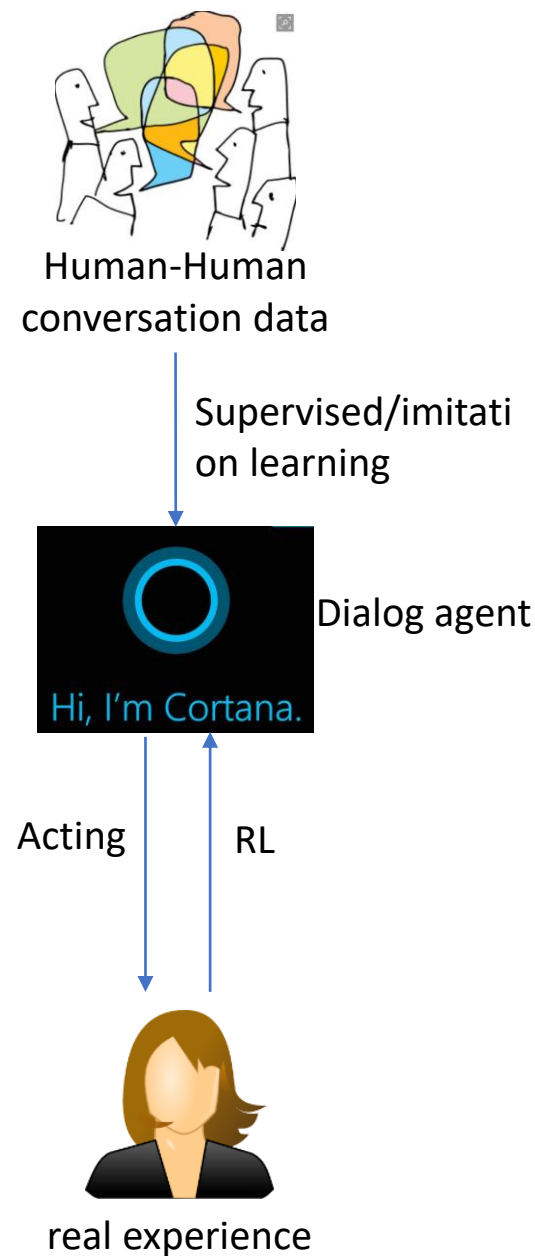 Human-Human
conversation data
Supervised/imitati
on learning
Dialog agent
Hi, I'm Cortana.
Acting
RL
real experience